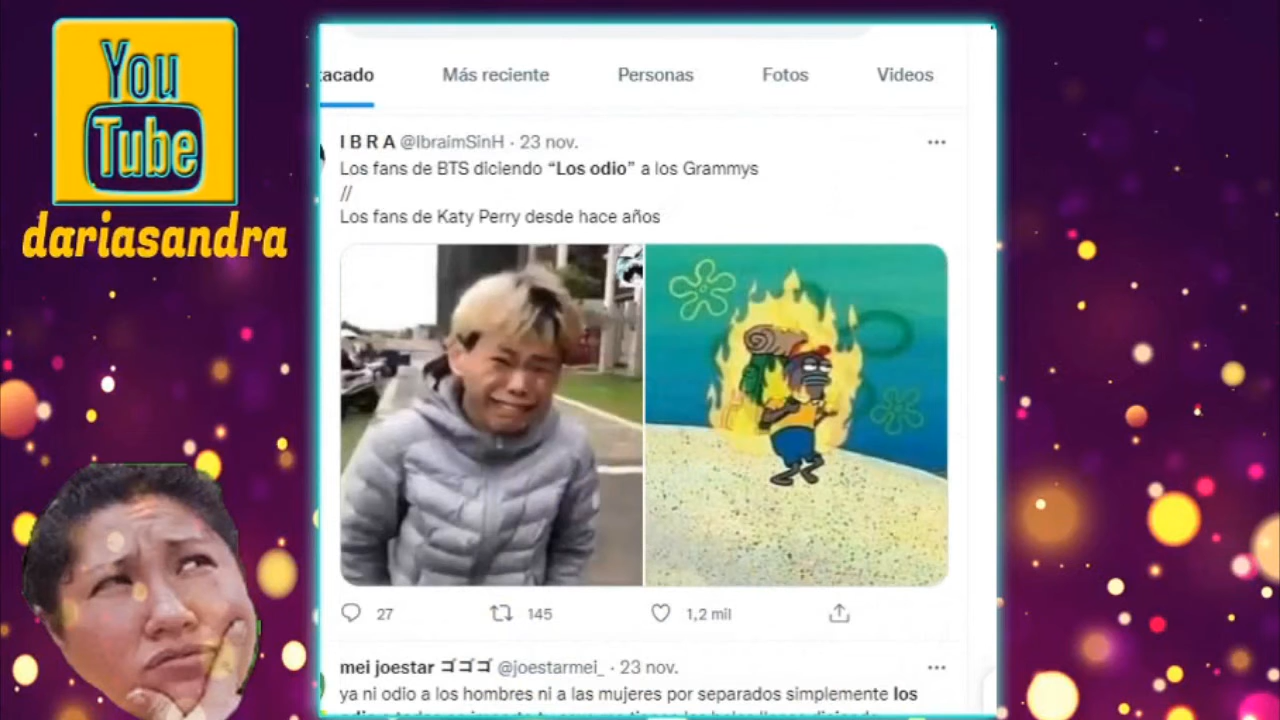 You
Tube
dariasandra
tacado Más reciente Personas Fotos Videos
I B R A @IbraimSinH · 23 nov.
Los fans de BTS diciendo “Los odio” a los Grammys
//
Los fans de Katy Perry desde hace años
27 145 1,2 mil
mei joestar ゴゴゴ @joestarmei_ · 23 nov.
ya ni odio a los hombres ni a las mujeres por separados simplemente los